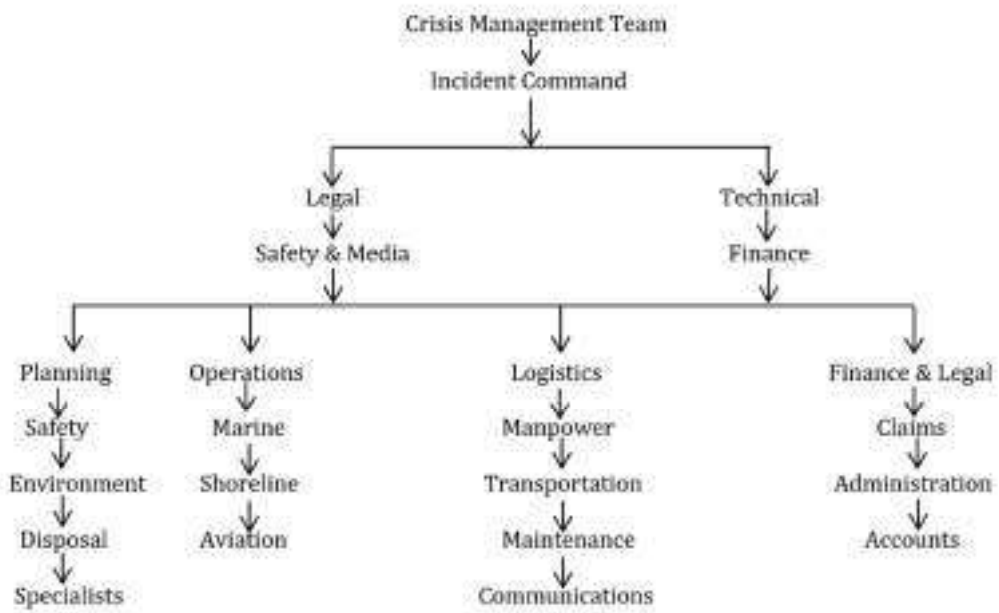 Crisis Management Team
Incident Command
Legal Technical
Safety & Media Finance
Planning Operations Logistics Finance & Legal
Safety Marine Manpower Claims
Environment Shoreline Transportation Administration
Disposal Aviation Maintenance Accounts
Specialists Communications